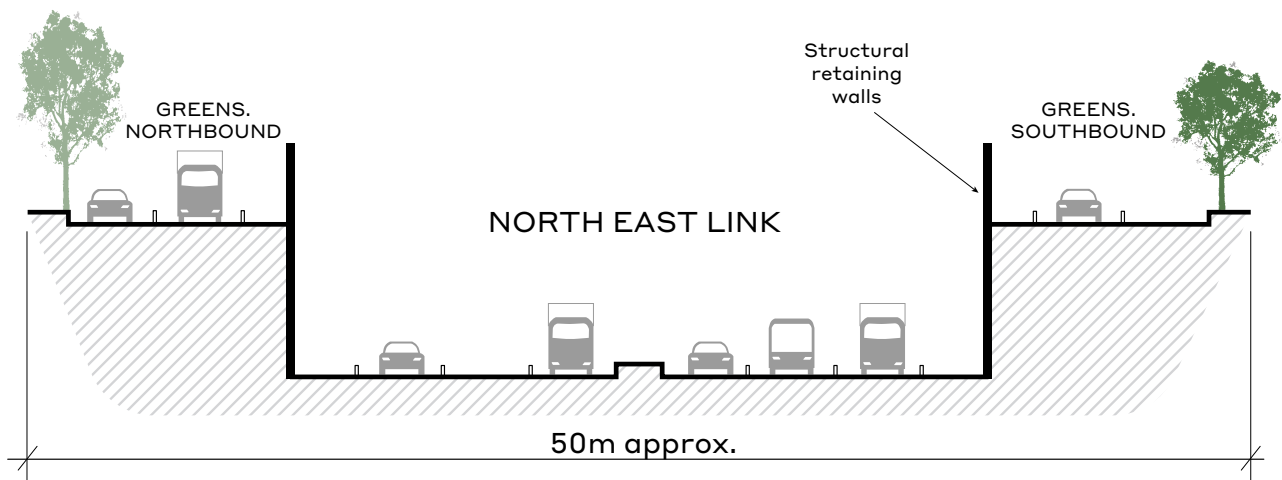 Structural
retaining
walls
GREENS.
NORTHBOUND
GREENS.
SOUTHBOUND
NORTH EAST LINK
50m approx.